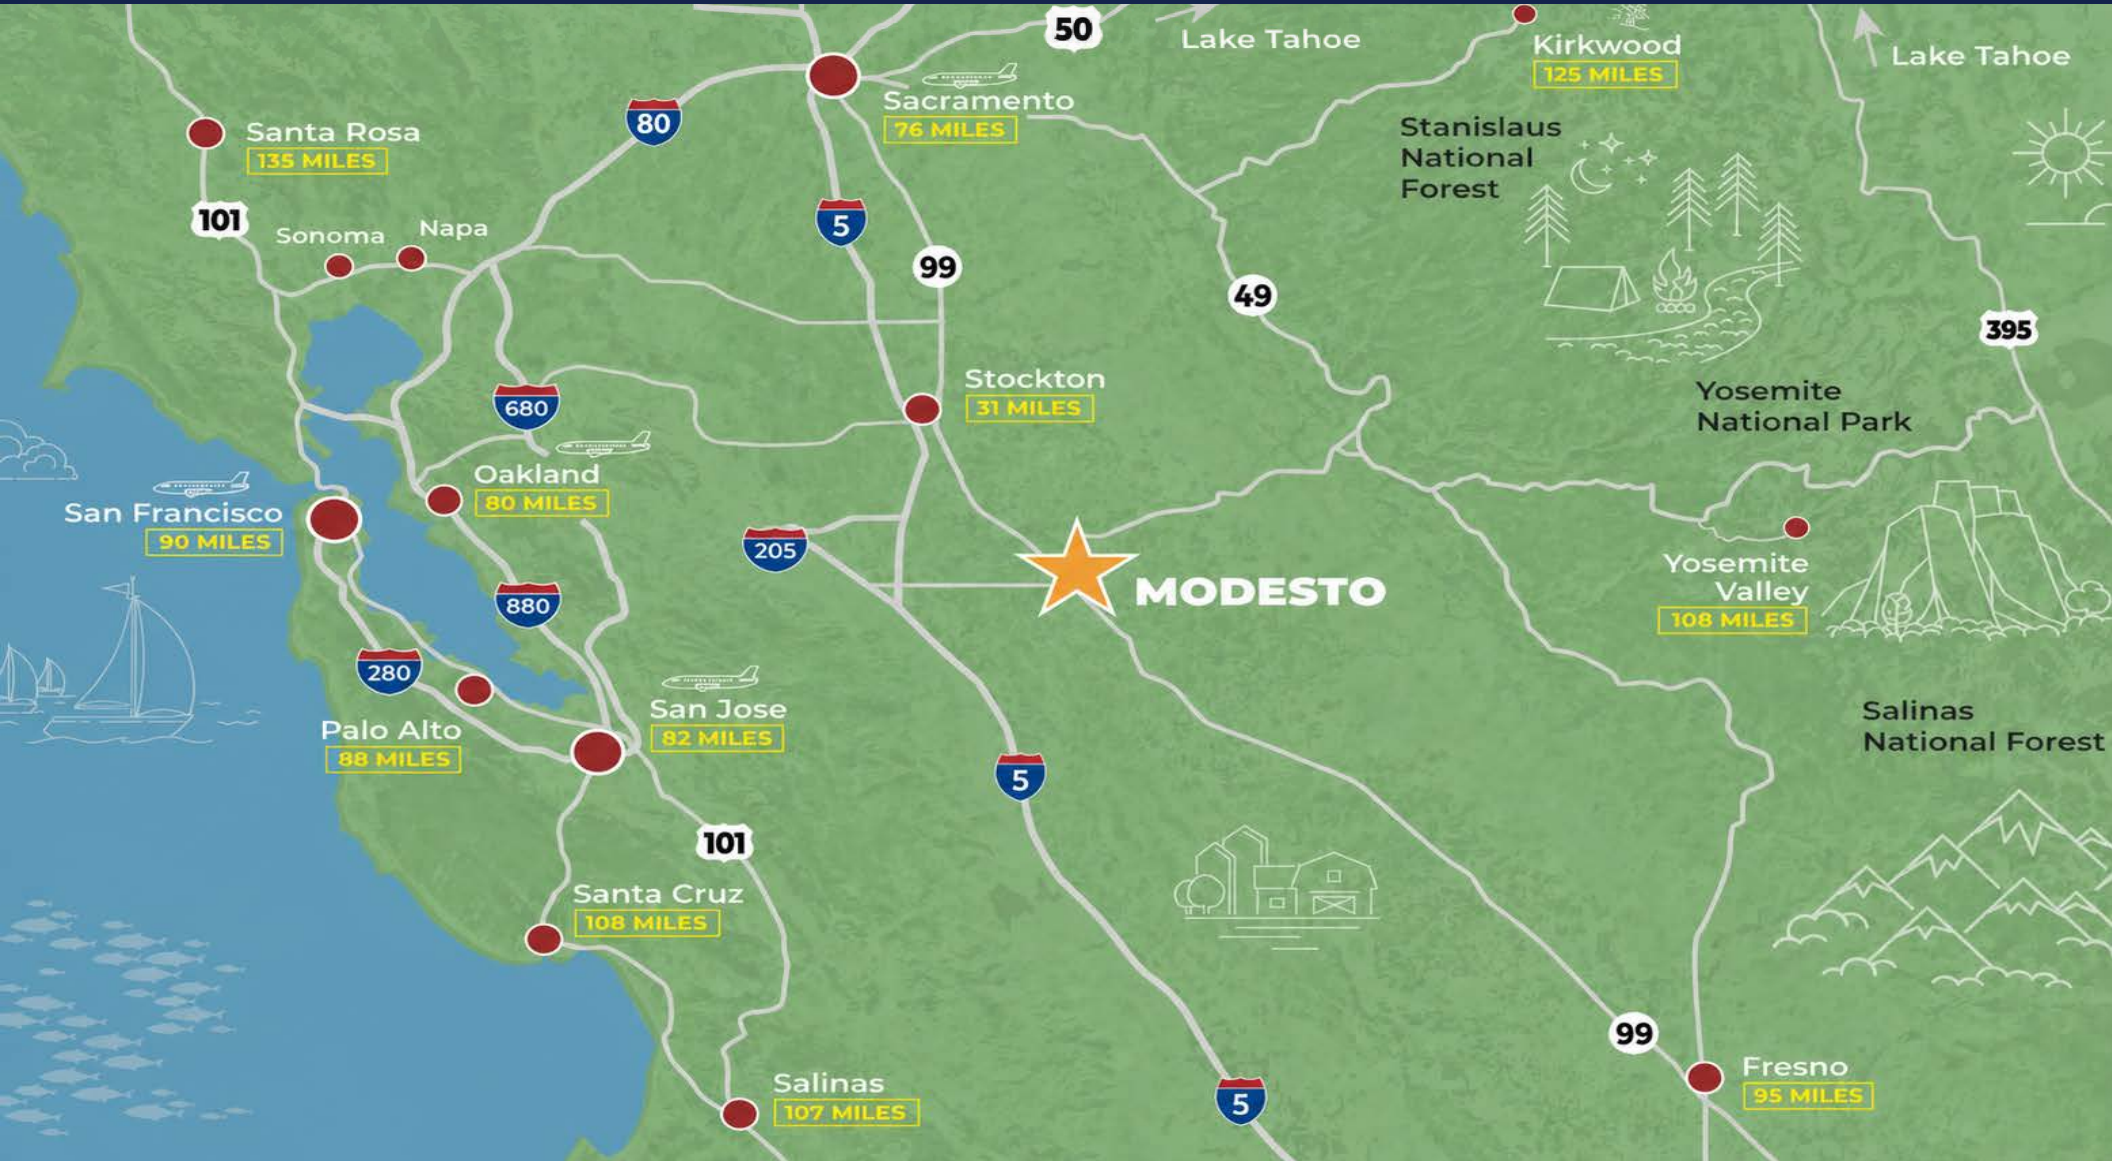 50
Lake Tahoe
Kirkwood
125 MILES
Lake Tahoe
Sacramento
76 MILES
80
Santa Rosa
135 MILES
Stanislaus
National
Forest
101
Sonoma
Napa
5
99
49
395
Stockton
31 MILES
680
Yosemite
National Park
Oakland
80 MILES
San Francisco
90 MILES
205
MODESTO
Yosemite
Valley
108 MILES
880
280
Palo Alto
88 MILES
San Jose
82 MILES
Salinas
National Forest
5
101
Santa Cruz
108 MILES
99
Fresno
95 MILES
Salinas
107 MILES
5